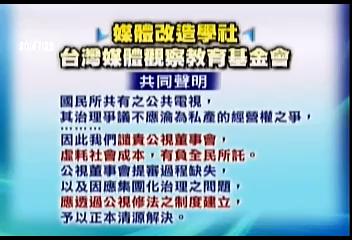 媒體改造學社
台灣媒體觀察教育基金會
共同聲明
國民所共有之公共電視,
其治理爭議不應淪為私產的經營權之爭,
………
因此我們譴責公視董事會,
虛耗社會成本,有負全民所託。
公視董事會提審過程缺失,
以及因應集團化治理之問題,
應透過公視修法之制度建立,
予以正本清源解決。